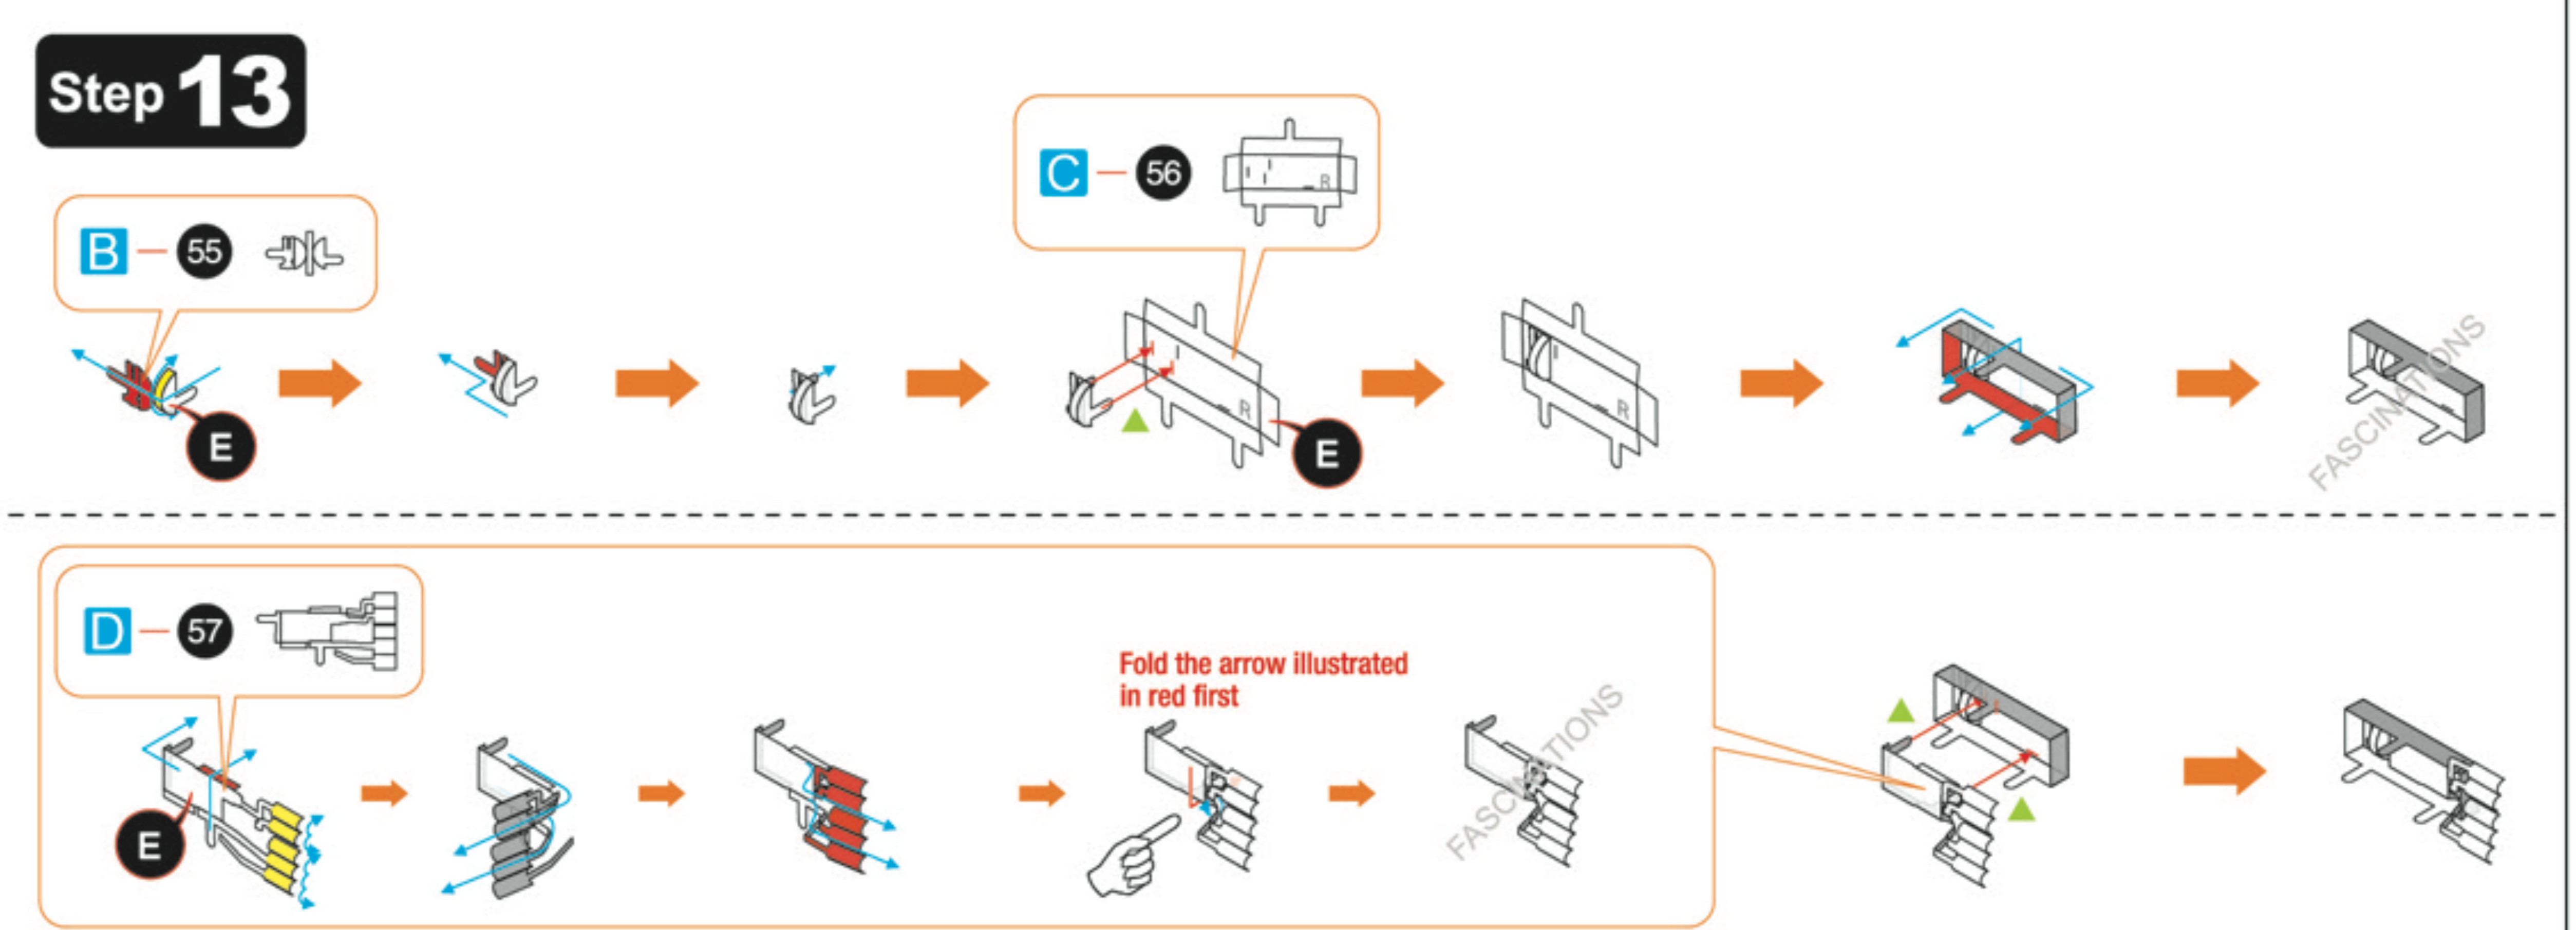 Step 13
B — 55
C — 56
R
R
R
E
E
FASCINATIONS
D — 57
Fold the arrow illustrated
in red first
E
FASCINATIONS